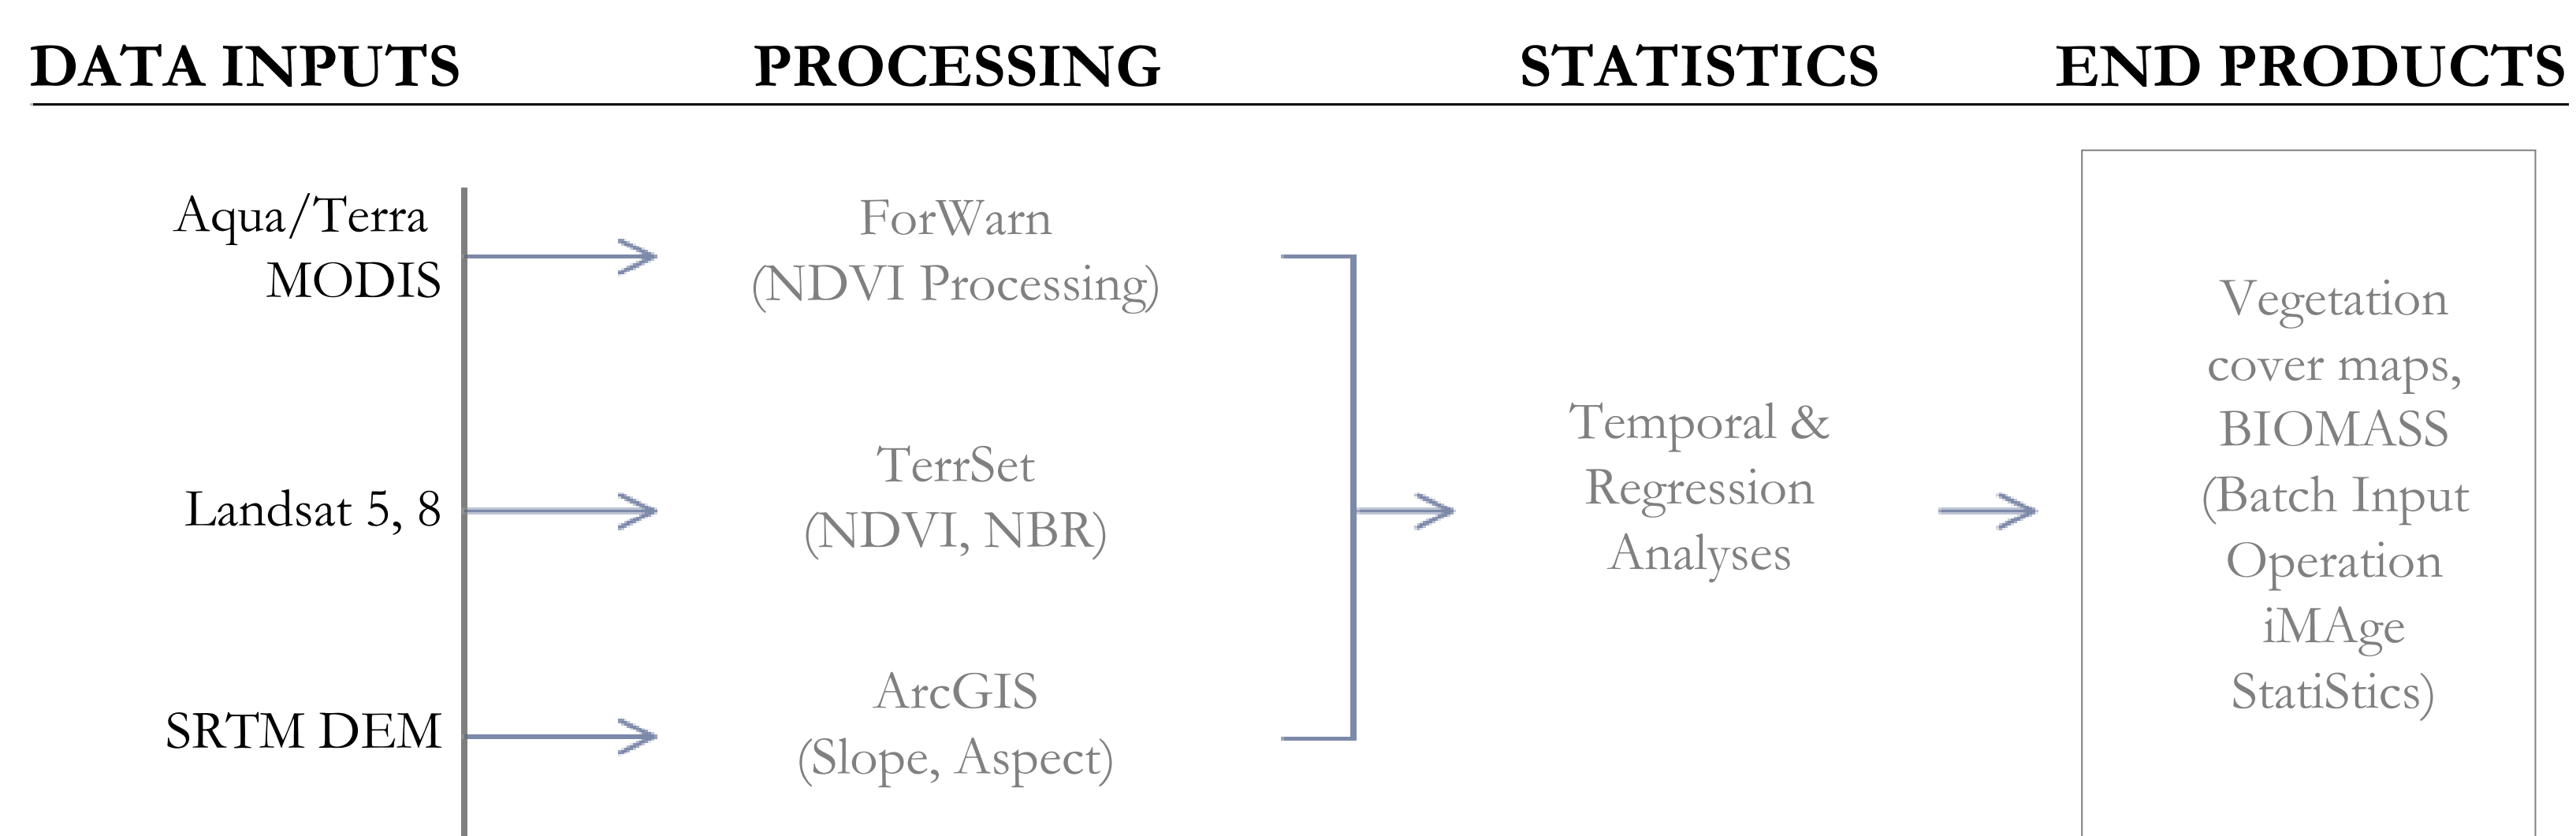 DATA INPUTS
PROCESSING
STATISTICS
END PRODUCTS
Aqua/Terra
MODIS
Landsat 5, 8
SRTM DEM
ForWarn
(NDVI Processing)
TerrSet
(NDVI, NBR)
ArcGIS
(Slope, Aspect)
Temporal &
Regression
Analyses
Vegetation
cover maps,
BIOMASS
(Batch Input
Operation
iMAge
StatiStics)